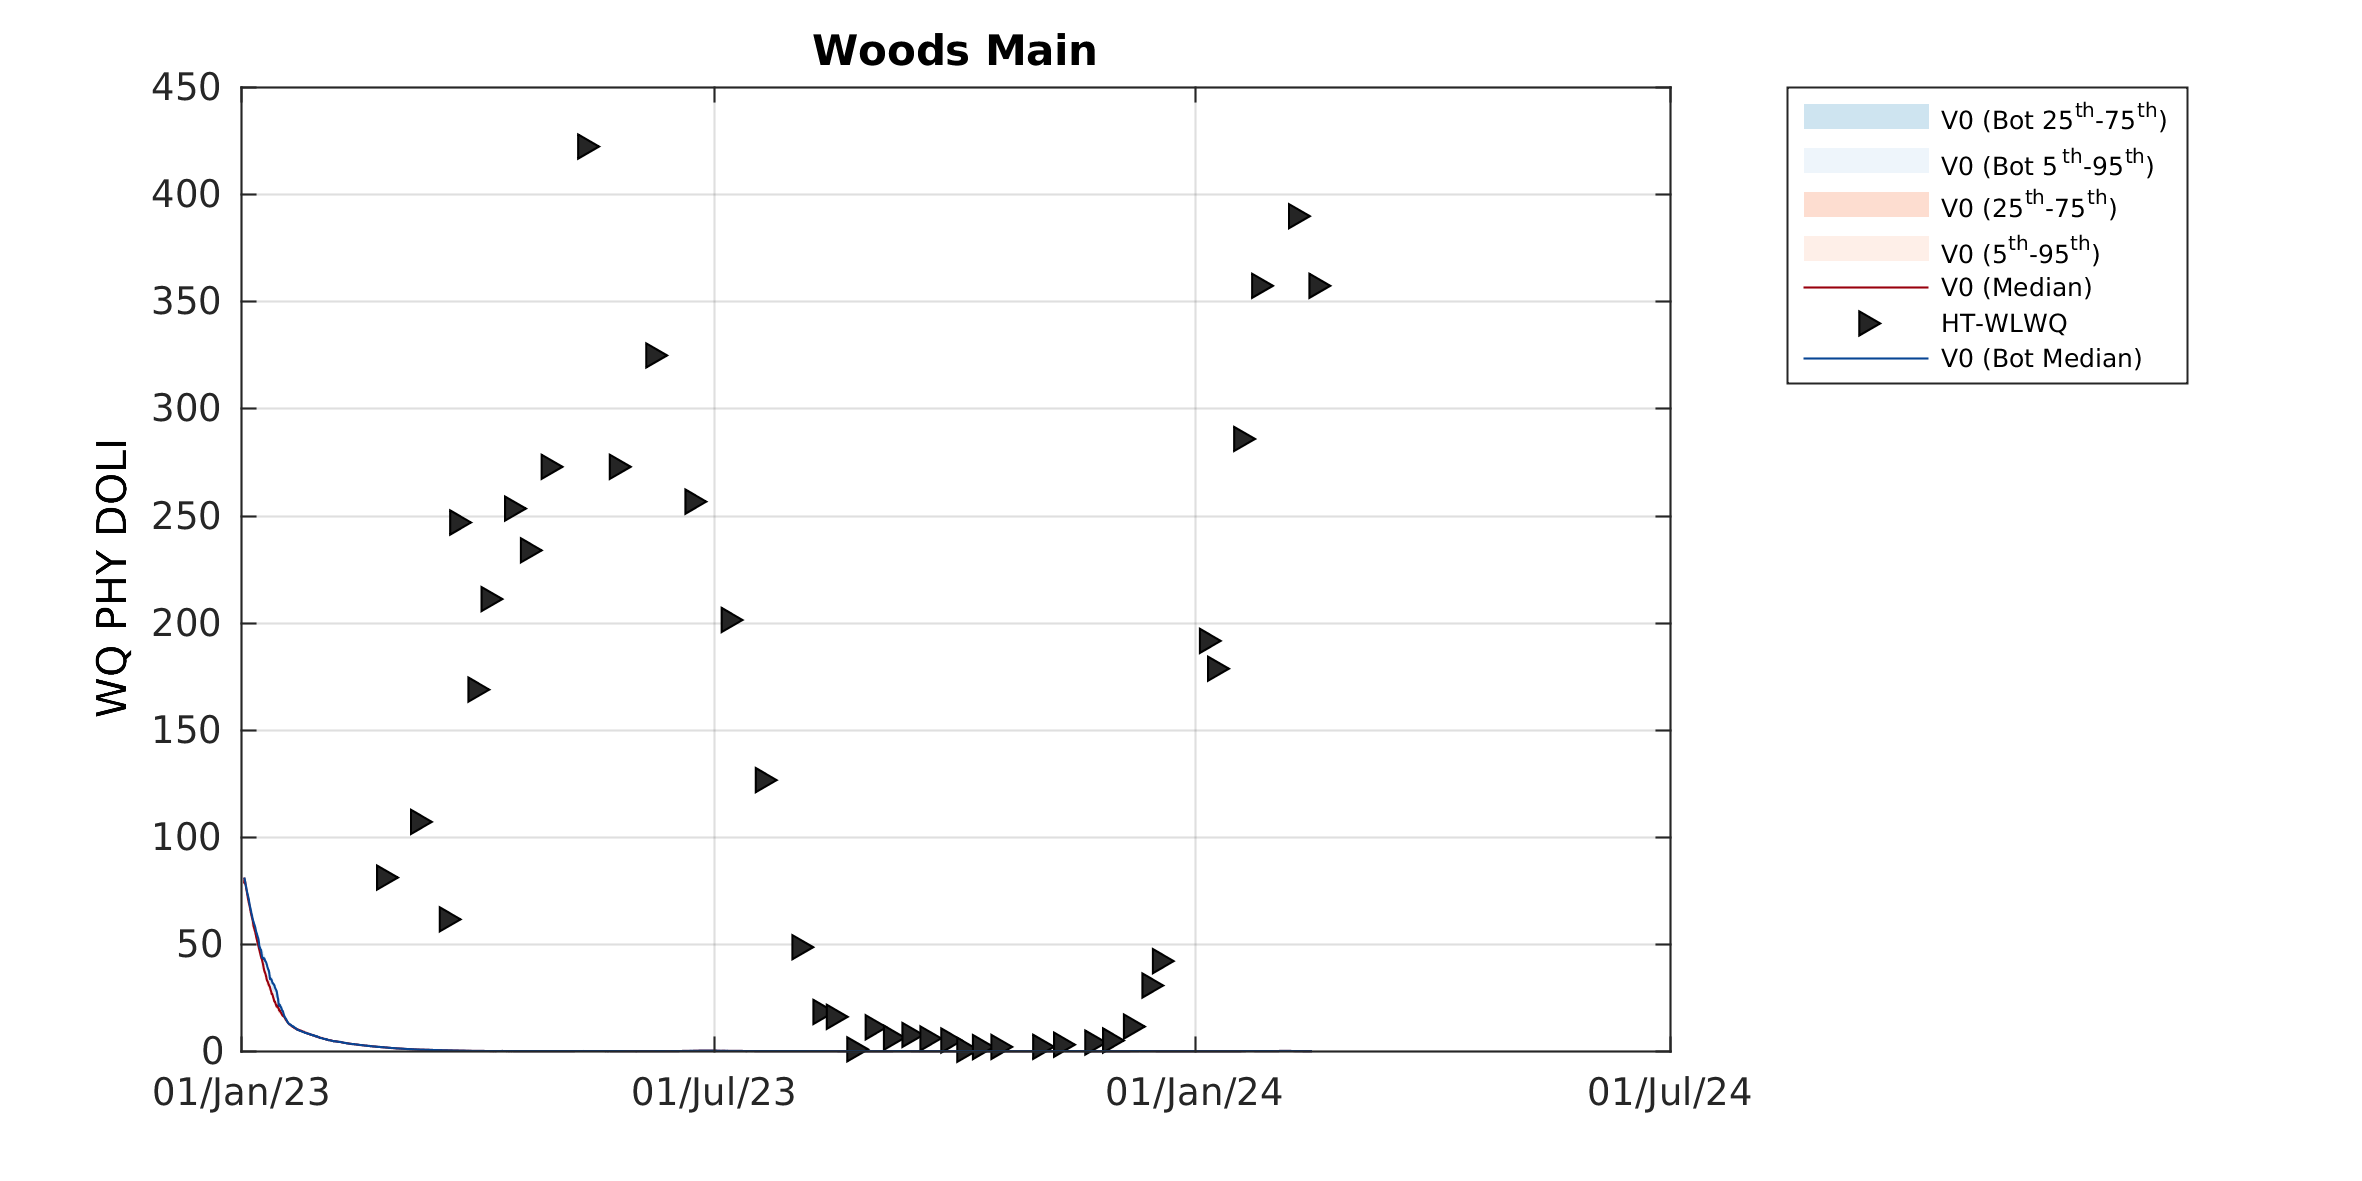 Woods Main
WQ PHY DOLI
450
400
350
300
250
200
150
100
50
0
01/Jan/23
01/Jul/23
01/Jan/24
01/Jul/24
V0 (Bot 25th-75th)
V0 (Bot 5th-95th)
V0 (25th-75th)
V0 (5th-95th)
V0 (Median)
HT-WLWQ
V0 (Bot Median)